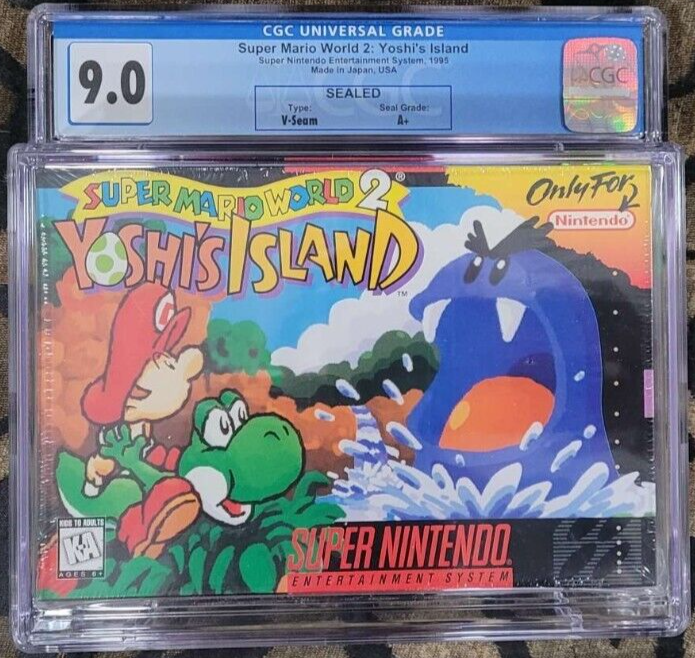 CGC UNIVERSAL GRADE
9.0
Super Mario World 2: Yoshi's Island
Super Nintendo Entertainment System, 1995
Made in Japan, USA
SEALED
Type: Seal Grade:
V-Seam A+
CGC
SUPER MARIO WORLD 2®
YOSHI'S ISLAND™
Only For
Nintendo®
M
KIDS TO ADULTS
K-A
AGES 6+
SUPER NINTENDO®
ENTERTAINMENT SYSTEM